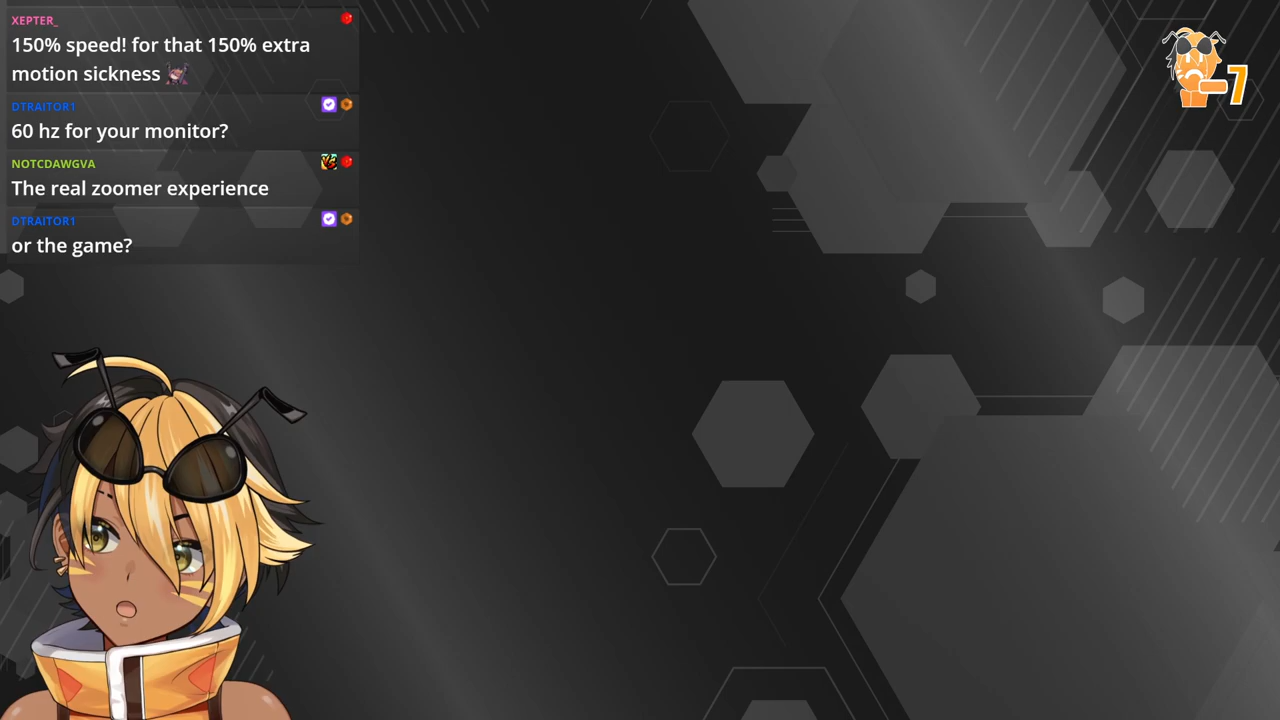 XEPTER_
150% speed! for that 150% extra
motion sickness
DTRAITOR1
60 hz for your monitor?
NOTCDAWGVA
The real zoomer experience
DTRAITOR1
or the game?
-7